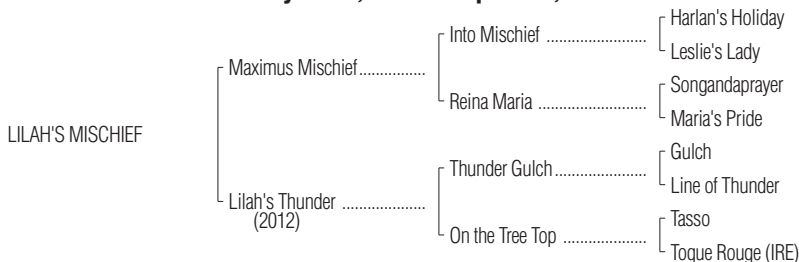 Harlan's Holiday
Into Mischief ........................
Leslie's Lady
Maximus Mischief................
Songandaprayer
Reina Maria ..........................
Maria's Pride
LILAH'S MISCHIEF
Gulch
Thunder Gulch......................
Line of Thunder
Lilah's Thunder ....................
(2012)
Tasso
On the Tree Top ....................
Toque Rouge (IRE)